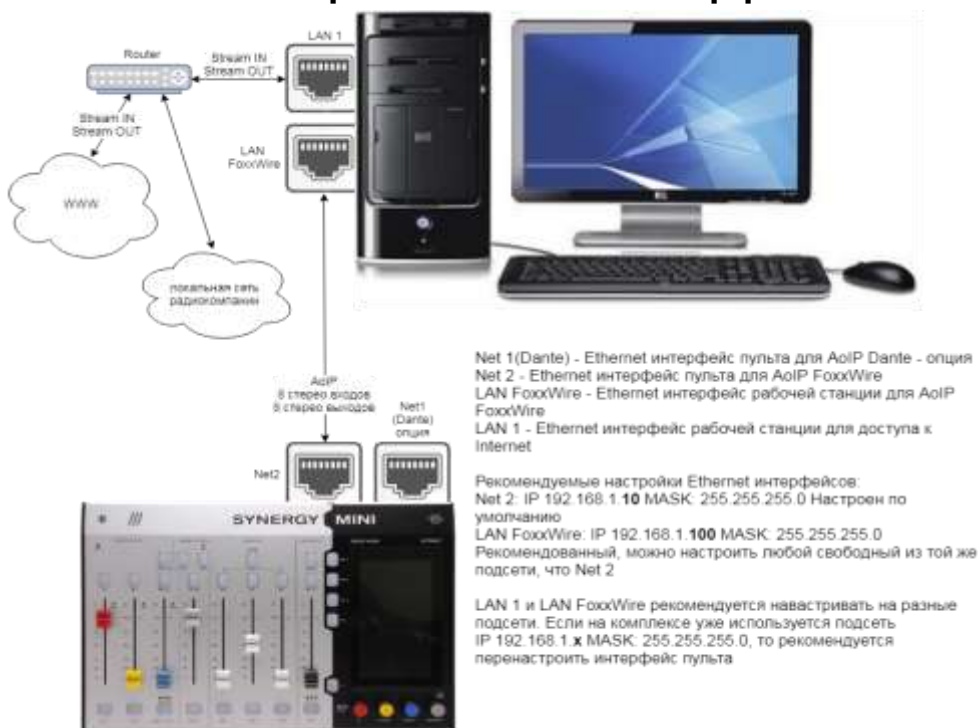 LAN 1
Router
Stream IN
Stream OUT
Stream IN
Stream OUT
LAN
FoxxWire
WWW
локальная сеть
радиокомпании
Net 1(Dante) - Ethernet интерфейс пульта для AoIP Dante - опция
Net 2 - Ethernet интерфейс пульта для AoIP FoxxWire
LAN FoxxWire - Ethernet интерфейс рабочей станции для AoIP
FoxxWire
LAN 1 - Ethernet интерфейс рабочей станции для доступа к
Internet
AoIP
стерео входов
стерео выходов
Net1
(Dante)
опция
Net2
Рекомендуемые настройки Ethernet интерфейсов:
Net 2: IP 192.168.1.10 MASK: 255.255.255.0 Настроен по
умолчанию
LAN FoxxWire: IP 192.168.1.100 MASK: 255.255.255.0
Рекомендованный, можно настроить любой свободный из той же
подсети, что Net 2
LAN 1 и LAN FoxxWire рекомендуется навастривать на разные
подсети. Если на комплексе уже используется подсеть
IP 192.168.1.x MASK: 255.255.255.0, то рекомендуется
перенастроить интерфейс пульта
SYNERGY MINI